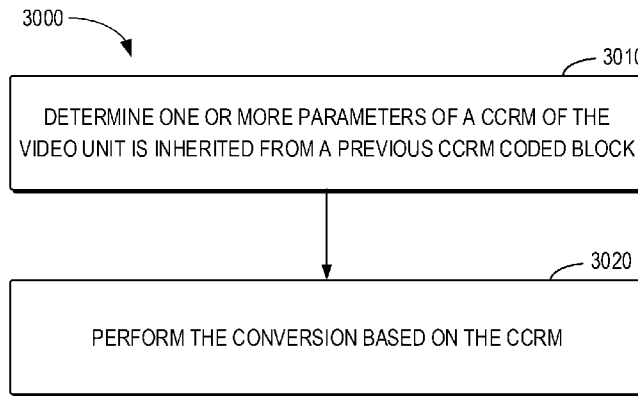 3000
3010
DETERMINE ONE OR MORE PARAMETERS OF A CCRM OF THE
VIDEO UNIT IS INHERITED FROM A PREVIOUS CCRM CODED BLOCK
3020
PERFORM THE CONVERSION BASED ON THE CCRM